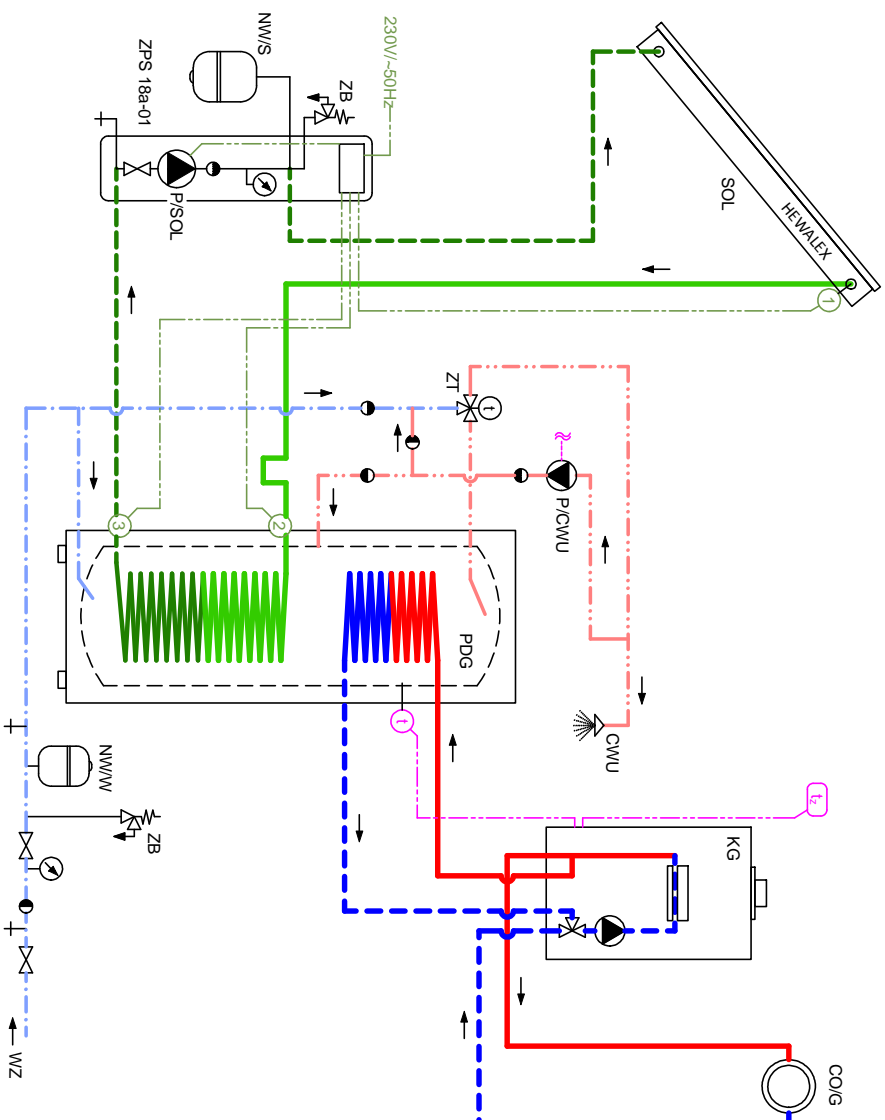 NW/S
ZPS 18a-01
ZB
230V/~50Hz
P/SOL
SOL
HEWALEX
1
ZT
t
P/CWU
3
2
PDG
CWU
t
tz
NW/W
ZB
KG
WZ
CO/G